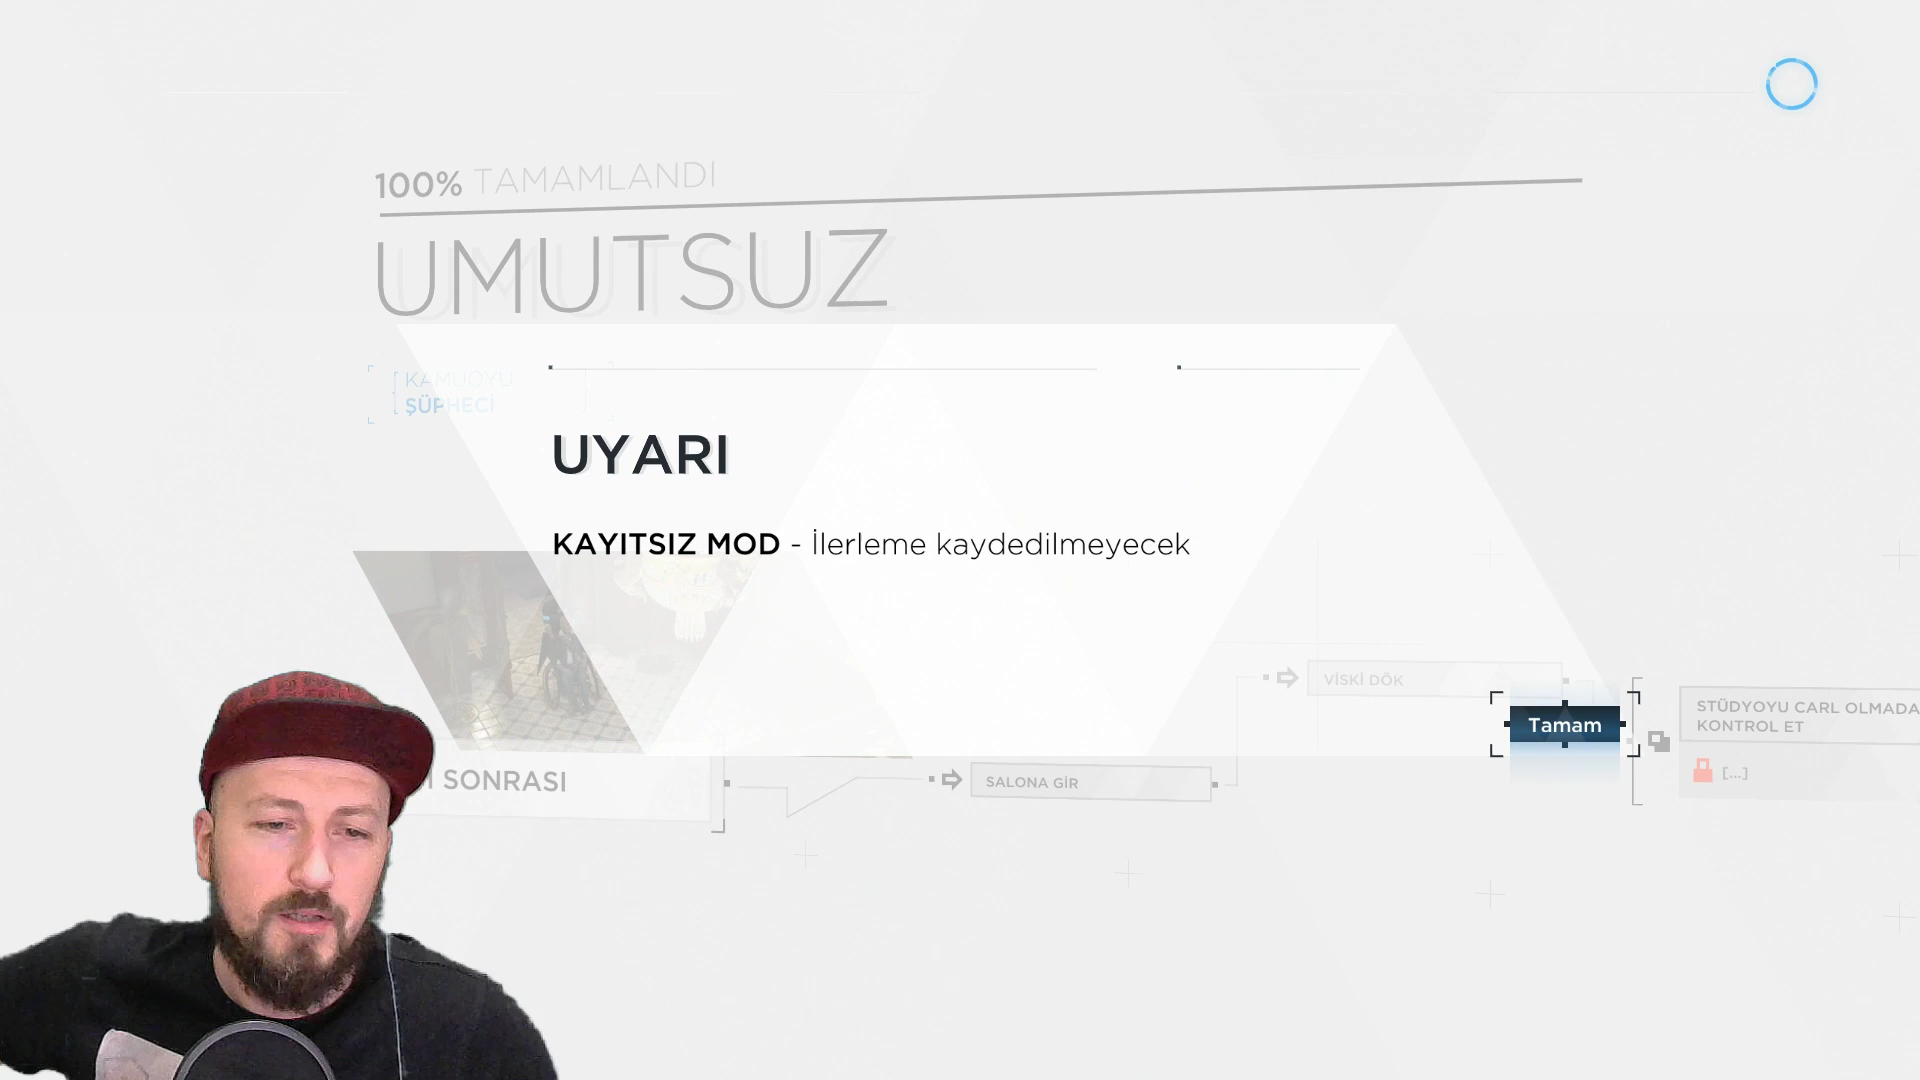 100% TAMAMLANDI
UMUTSUZ
KAMUOYU
ŞÜPHECİ
UYARI
KAYITSIZ MOD - İlerleme kaydedilmeyecek
VİSKİ DÖK
Tamam
STÜDYOYU CARL OLMADA
KONTROL ET
[...]
SONRASI
SALONA GİR